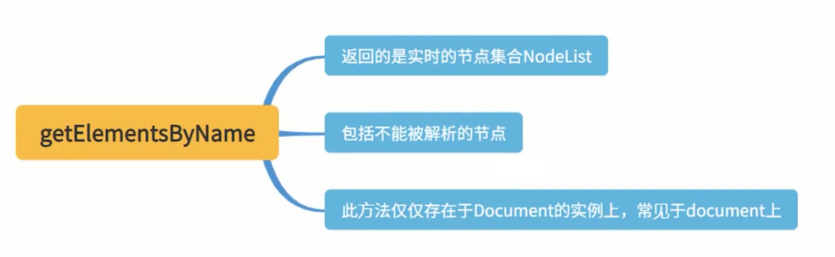 返回的是实时的节点集合NodeList
getElementsByName
包括不能被解析的节点
此方法仅仅存在于Document的实例上，常见于document上